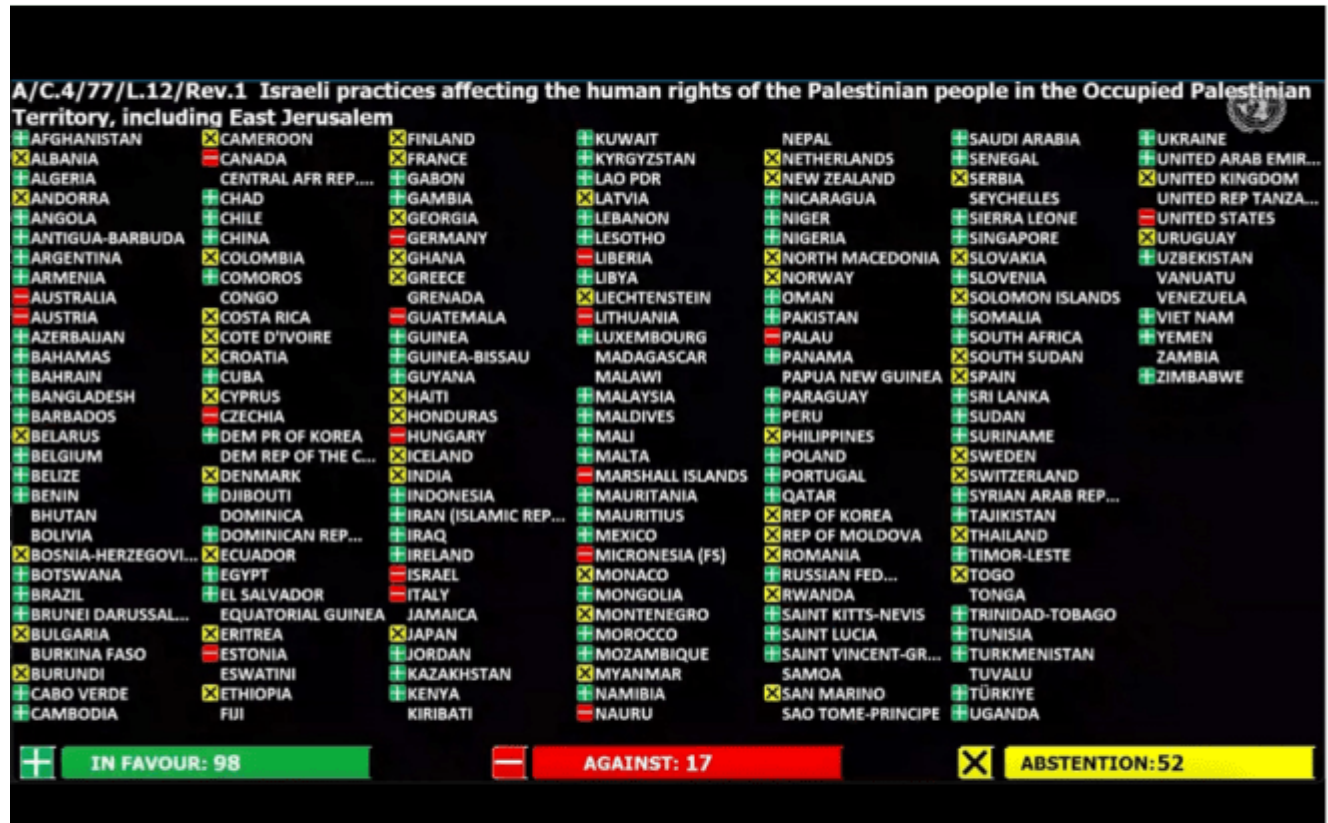 A/C.4/77/L.12/Rev.1 Israeli practices affecting the human rights of the Palestinian people in the Occupied Palestinian
Territory, including East Jerusalem
AFGHANISTAN
ALBANIA
ALGERIA
ANDORRA
ANGOLA
ANTIGUA-BARBUDA
ARGENTINA
ARMENIA
AUSTRALIA
AUSTRIA
AZERBAIJAN
BAHAMAS
BAHRAIN
BANGLADESH
BARBADOS
BELARUS
BELGIUM
BELIZE
BENIN
BHUTAN
BOLIVIA
BOSNIA-HERZEGOVI...
BOTSWANA
BRAZIL
BRUNEI DARUSSAL...
BULGARIA
BURKINA FASO
BURUNDI
CABO VERDE
CAMBODIA
CAMEROON
CANADA
CENTRAL AFR REP....
CHAD
CHILE
CHINA
COLOMBIA
COMOROS
CONGO
COSTA RICA
COTE D'IVOIRE
CROATIA
CUBA
CYPRUS
CZECHIA
DEM PR OF KOREA
DEM REP OF THE C...
DENMARK
DJIBOUTI
DOMINICA
DOMINICAN REP...
ECUADOR
EGYPT
EL SALVADOR
EQUATORIAL GUINEA
ERITREA
ESTONIA
ESWATINI
ETHIOPIA
FIJI
FINLAND
FRANCE
GABON
GAMBIA
GEORGIA
GERMANY
GHANA
GREECE
GRENADA
GUATEMALA
GUINEA
GUINEA-BISSAU
GUYANA
HAITI
HONDURAS
HUNGARY
ICELAND
INDIA
INDONESIA
IRAN (ISLAMIC REP...
IRAQ
IRELAND
ISRAEL
ITALY
JAMAICA
JAPAN
JORDAN
KAZAKHSTAN
KENYA
KIRIBATI
KUWAIT
KYRGYZSTAN
LAO PDR
LATVIA
LEBANON
LESOTHO
LIBERIA
LIBYA
LIECHTENSTEIN
LITHUANIA
LUXEMBOURG
MADAGASCAR
MALAWI
MALAYSIA
MALDIVES
MALI
MALTA
MARSHALL ISLANDS
MAURITANIA
MAURITIUS
MEXICO
MICRONESIA (FS)
MONACO
MONGOLIA
MONTENEGRO
MOROCCO
MOZAMBIQUE
MYANMAR
NAMIBIA
NAURU
NEPAL
NETHERLANDS
NEW ZEALAND
NICARAGUA
NIGER
NIGERIA
NORTH MACEDONIA
NORWAY
OMAN
PAKISTAN
PALAU
PANAMA
PAPUA NEW GUINEA
PARAGUAY
PERU
PHILIPPINES
POLAND
PORTUGAL
QATAR
REP OF KOREA
REP OF MOLDOVA
ROMANIA
RUSSIAN FED...
RWANDA
SAINT KITTS-NEVIS
SAINT LUCIA
SAINT VINCENT-GR...
SAMOA
SAN MARINO
SAO TOME-PRINCIPE
SAUDI ARABIA
SENEGAL
SERBIA
SEYCHELLES
SIERRA LEONE
SINGAPORE
SLOVAKIA
SLOVENIA
SOLOMON ISLANDS
SOMALIA
SOUTH AFRICA
SOUTH SUDAN
SPAIN
SRI LANKA
SUDAN
SURINAME
SWEDEN
SWITZERLAND
SYRIAN ARAB REP...
TAJIKISTAN
THAILAND
TIMOR-LESTE
TOGO
TONGA
TRINIDAD-TOBAGO
TUNISIA
TURKMENISTAN
TUVALU
TÜRKIYE
UGANDA
UKRAINE
UNITED ARAB EMIR...
UNITED KINGDOM
UNITED REP TANZA...
UNITED STATES
URUGUAY
UZBEKISTAN
VANUATU
VENEZUELA
VIET NAM
YEMEN
ZAMBIA
ZIMBABWE
IN FAVOUR: 98
AGAINST: 17
ABSTENTION:52